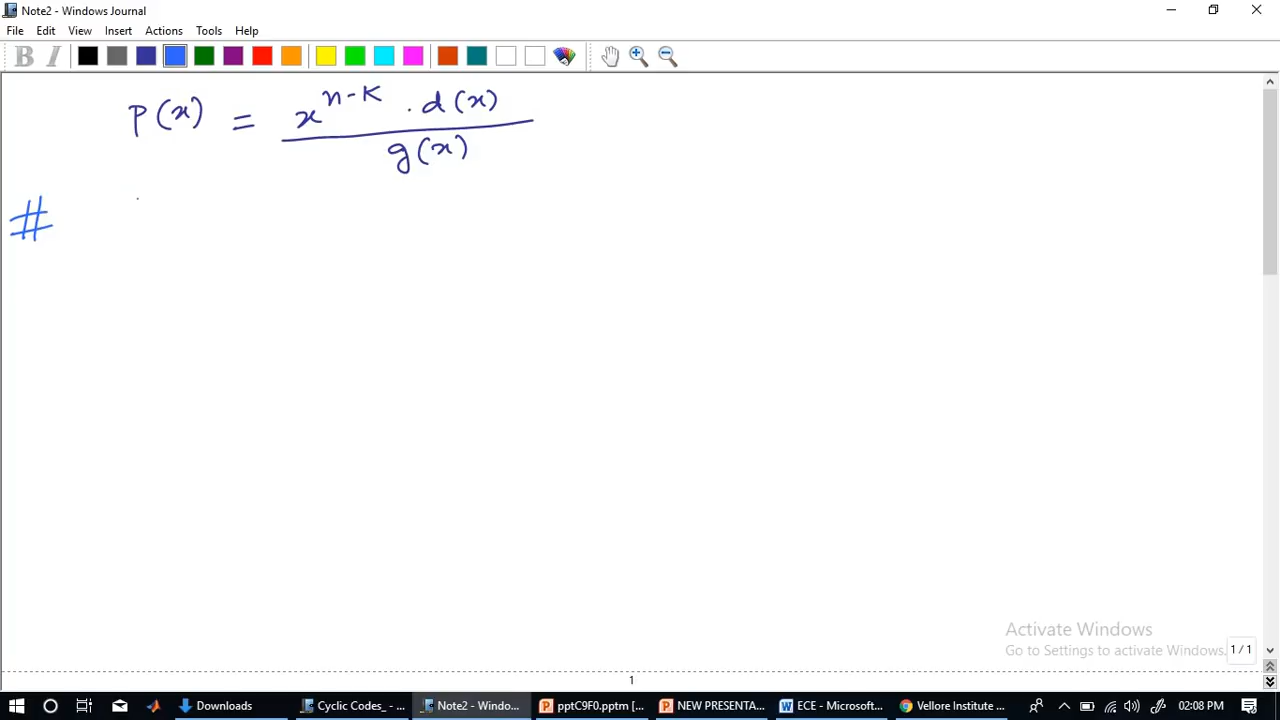 Note2 - Windows Journal
File Edit View Insert Actions Tools Help
B I
P(x) = x^{n-K} . d(x) / g(x)
#
Activate Windows
Go to Settings to activate Windows.
1 / 1
1
Downloads Cyclic Codes_ - ... Note2 - Windo... pptC9F0.pptm [... NEW PRESENTA... ECE - Microsoft... Vellore Institute ... 02:08 PM